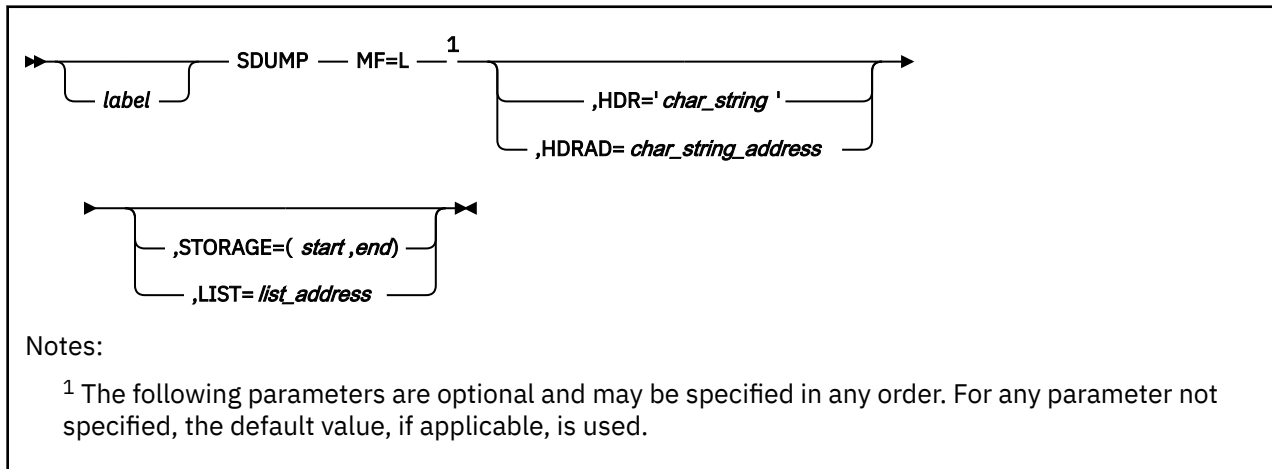 label SDUMP MF=L 1
,HDR=' char_string '
,HDRAD= char_string_address
,STORAGE=( start ,end)
,LIST= list_address
Notes:
1 The following parameters are optional and may be specified in any order. For any parameter not
specified, the default value, if applicable, is used.